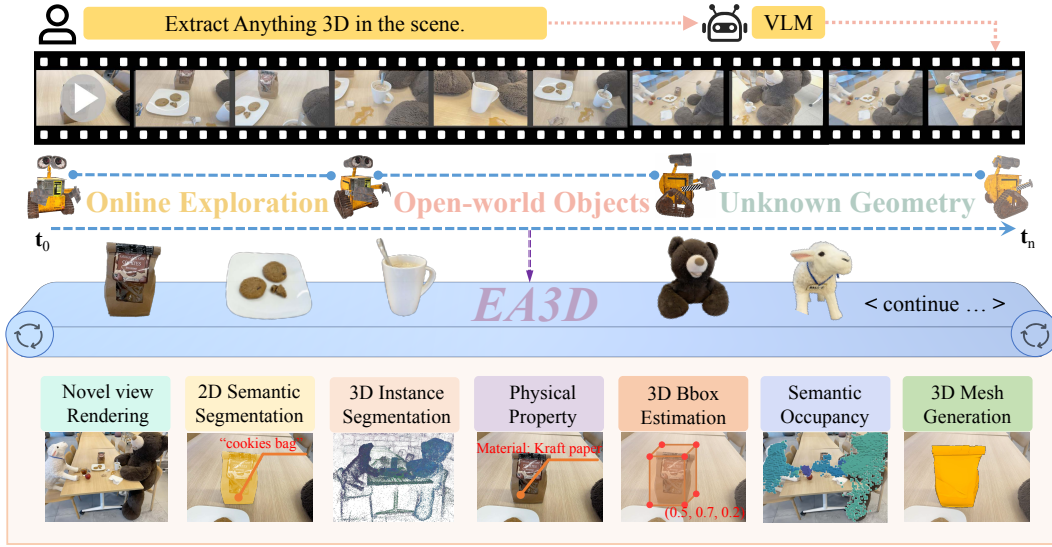 Extract Anything 3D in the scene.
VLM
Online Exploration
Open-world Objects
Unknown Geometry
t0
tn
EA3D
< continue ... >
Novel view
Rendering
2D Semantic
Segmentation
3D Instance
Segmentation
Physical
Property
3D Bbox
Estimation
Semantic
Occupancy
3D Mesh
Generation
“cookies bag”
Material: Kraft paper
(0.5, 0.7, 0.2)